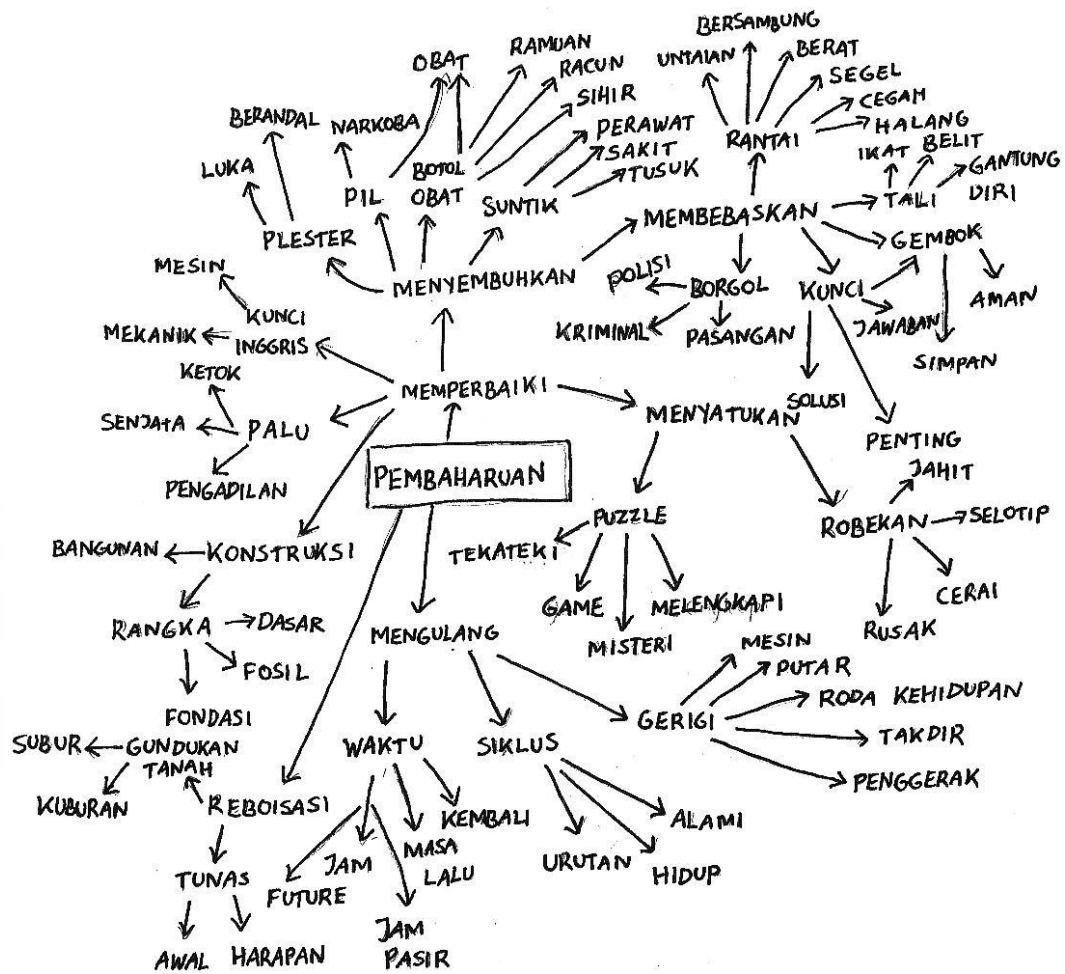 BERSAMBUNG
RAMUAN
OBAT
UNTAIAN
BERAT
RACUN
SEGEL
SIHIR
CEGAH
BERANDAL
NARKOBA
PERAWAT
RANTAI
HALANG
SAKIT
IKAT
BELIT
LUKA
PIL
BOTOL
OBAT
TUSUK
GANTUNG
DIRI
SUNTIK
TALI
MEMBEBASKAN
PLESTER
GEMBOK
MESIN
MENYEMBUHKAN
POLISI
BORGOL
KUNCI
AMAN
KUNCI
INGGRIS
MEKANIK
KRIMINAL
PASANGAN
JAWABAN
SIMPAN
KETOK
MEMPERBAIKI
SOLUSI
MENYATUKAN
SENJATA
PALU
PENTING
PEMBAHARUAN
JAHIT
PENGADILAN
PUZZLE
ROBEKAN
SELOTIP
BANGUNAN
KONSTRUKSI
TEKATEKI
CERAI
GAME
MELENGKAPI
RANGKA
DASAR
MENGULANG
MISTERI
RUSAK
FOSIL
MESIN
PUTAR
RODA KEHIDUPAN
FONDASI
GERIGI
SUBUR
GUNDUKAN
TANAH
WAKTU
SIKLUS
TAKDIR
PENGGERAK
KUBURAN
REBOISASI
KEMBALI
ALAMI
MASA
LALU
JAM
URUTAN
HIDUP
TUNAS
FUTURE
JAM
PASIR
AWAL
HARAPAN